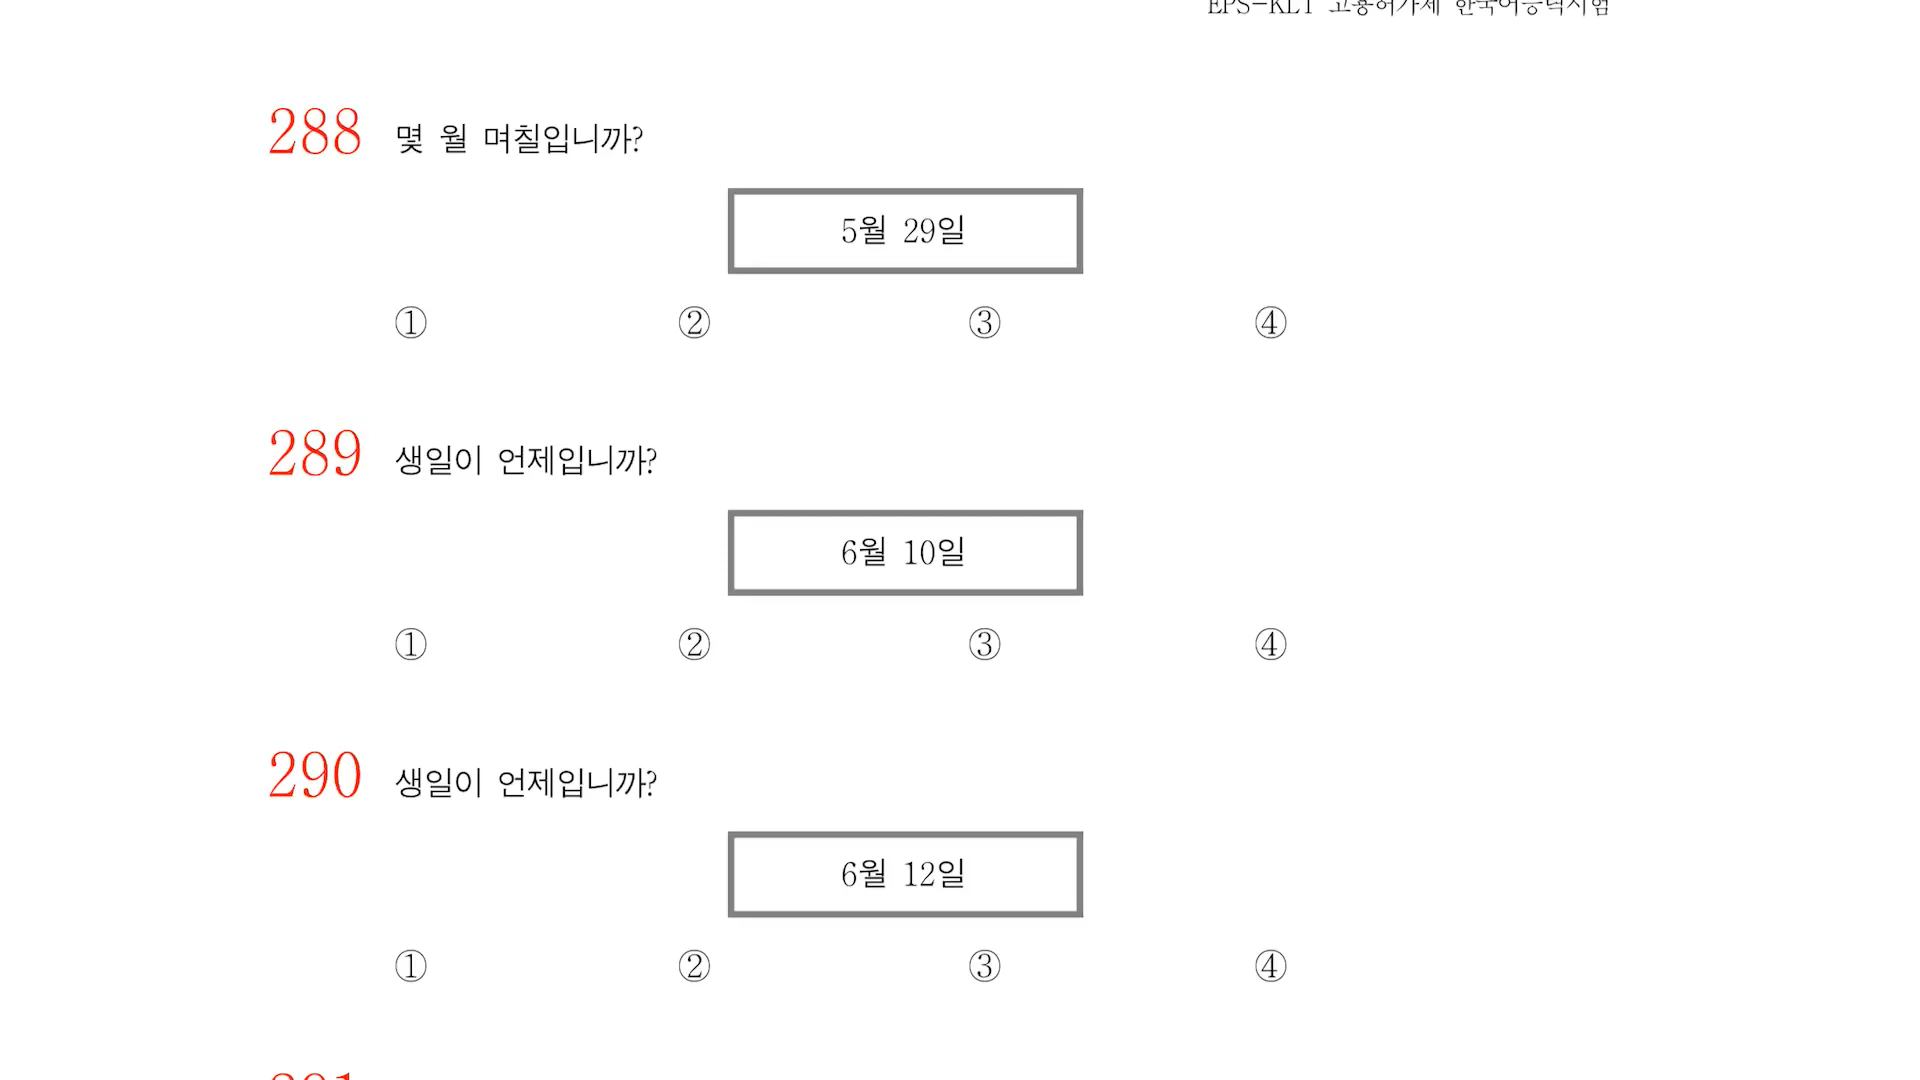 EPS-KLT 고용허가제 한국어능력시험
288 몇 월 며칠입니까?
5월 29일
① ② ③ ④
289 생일이 언제입니까?
6월 10일
① ② ③ ④
290 생일이 언제입니까?
6월 12일
① ② ③ ④